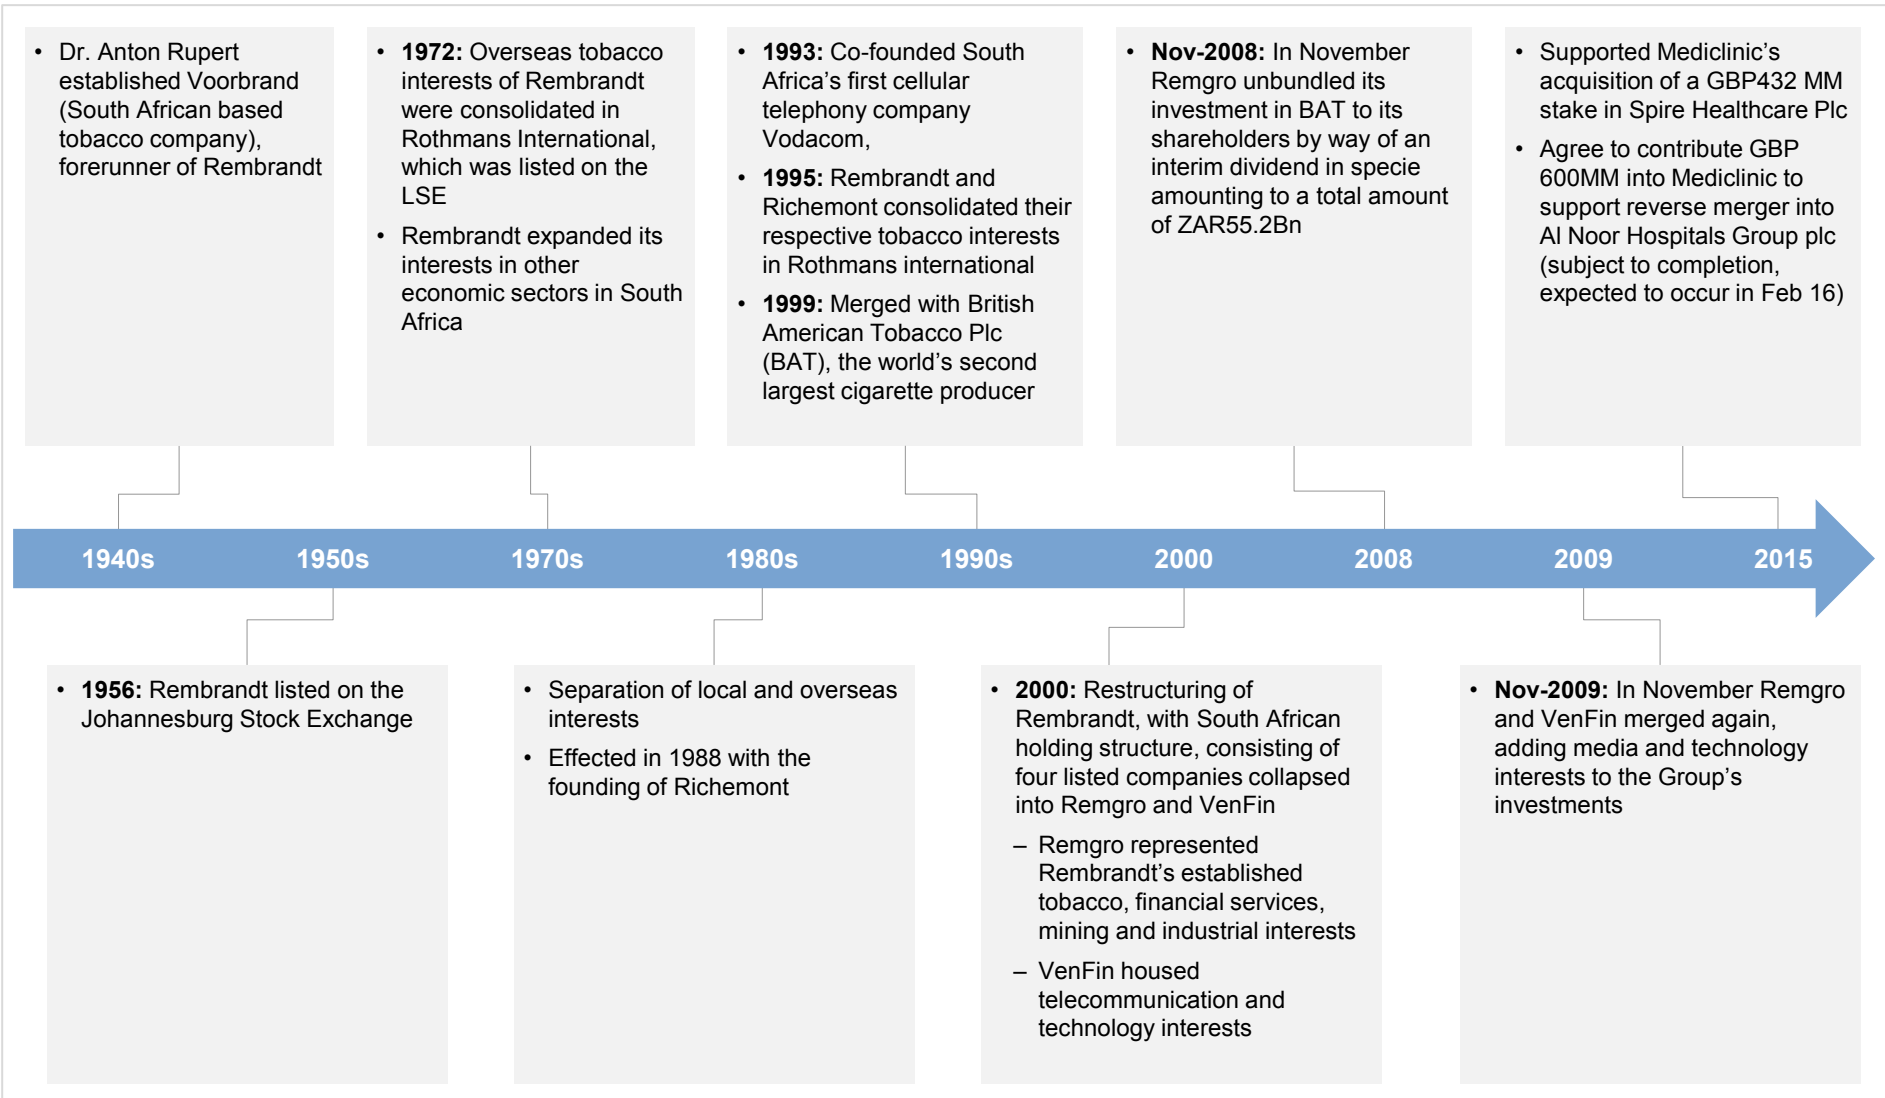 • Dr. Anton Rupert
established Voorbrand
(South African based
tobacco company),
forerunner of Rembrandt
• 1972: Overseas tobacco
interests of Rembrandt
were consolidated in
Rothmans International,
which was listed on the
LSE
• Rembrandt expanded its
interests in other
economic sectors in South
Africa
• 1993: Co-founded South
Africa's first cellular
telephony company
Vodacom,
• 1995: Rembrandt and
Richemont consolidated their
respective tobacco interests
in Rothmans international
• 1999: Merged with British
American Tobacco Plc
(BAT), the world's second
largest cigarette producer
• Nov-2008: In November
Remgro unbundled its
investment in BAT to its
shareholders by way of an
interim dividend in specie
amounting to a total amount
of ZAR55.2Bn
• Supported Mediclinic's
acquisition of a GBP432 MM
stake in Spire Healthcare Plc
• Agree to contribute GBP
600MM into Mediclinic to
support reverse merger into
Al Noor Hospitals Group plc
(subject to completion,
expected to occur in Feb 16)
1940s 1950s 1970s 1980s 1990s 2000 2008 2009 2015
• 1956: Rembrandt listed on the
Johannesburg Stock Exchange
• Separation of local and overseas
interests
• Effected in 1988 with the
founding of Richemont
• 2000: Restructuring of
Rembrandt, with South African
holding structure, consisting of
four listed companies collapsed
into Remgro and VenFin
– Remgro represented
Rembrandt's established
tobacco, financial services,
mining and industrial interests
– VenFin housed
telecommunication and
technology interests
• Nov-2009: In November Remgro
and VenFin merged again,
adding media and technology
interests to the Group's
investments